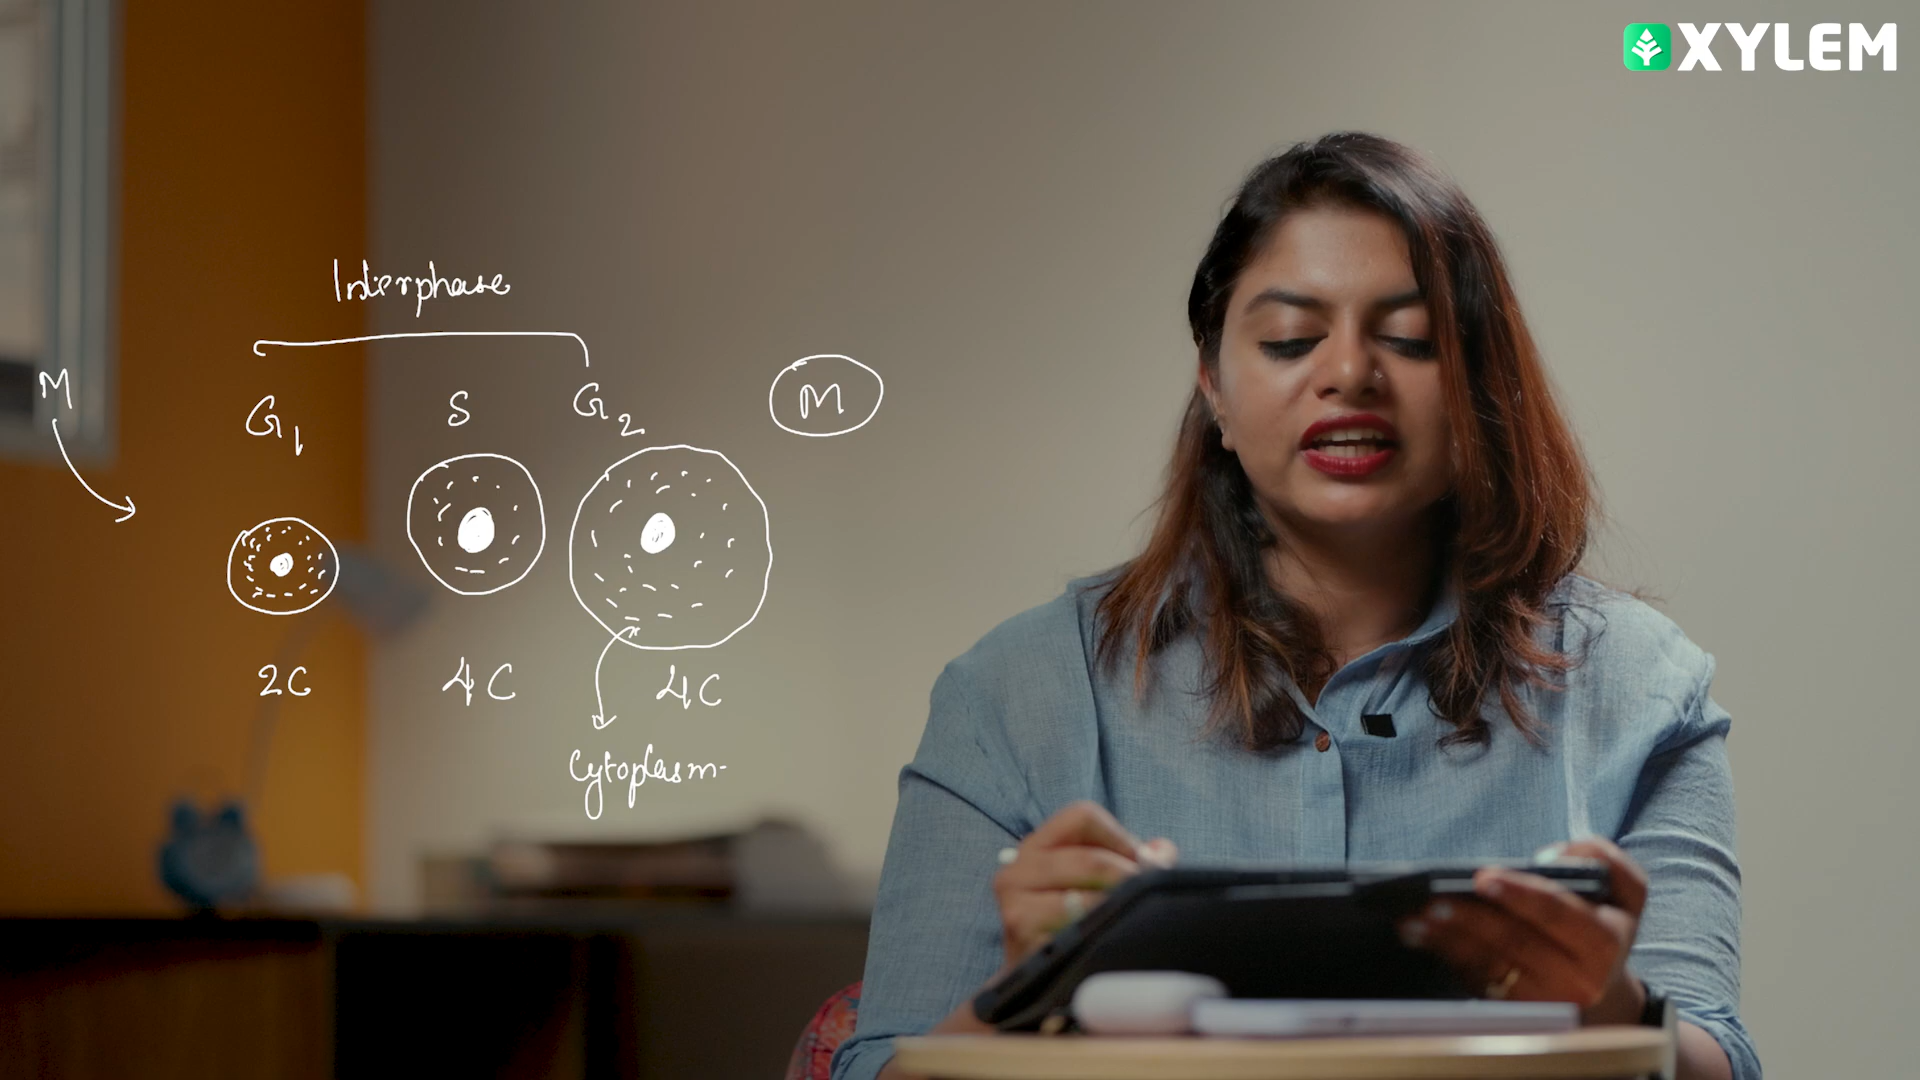 XYLEM
Interphase
M
G1 S G2 M
2C 4C 4C
Cytoplasm